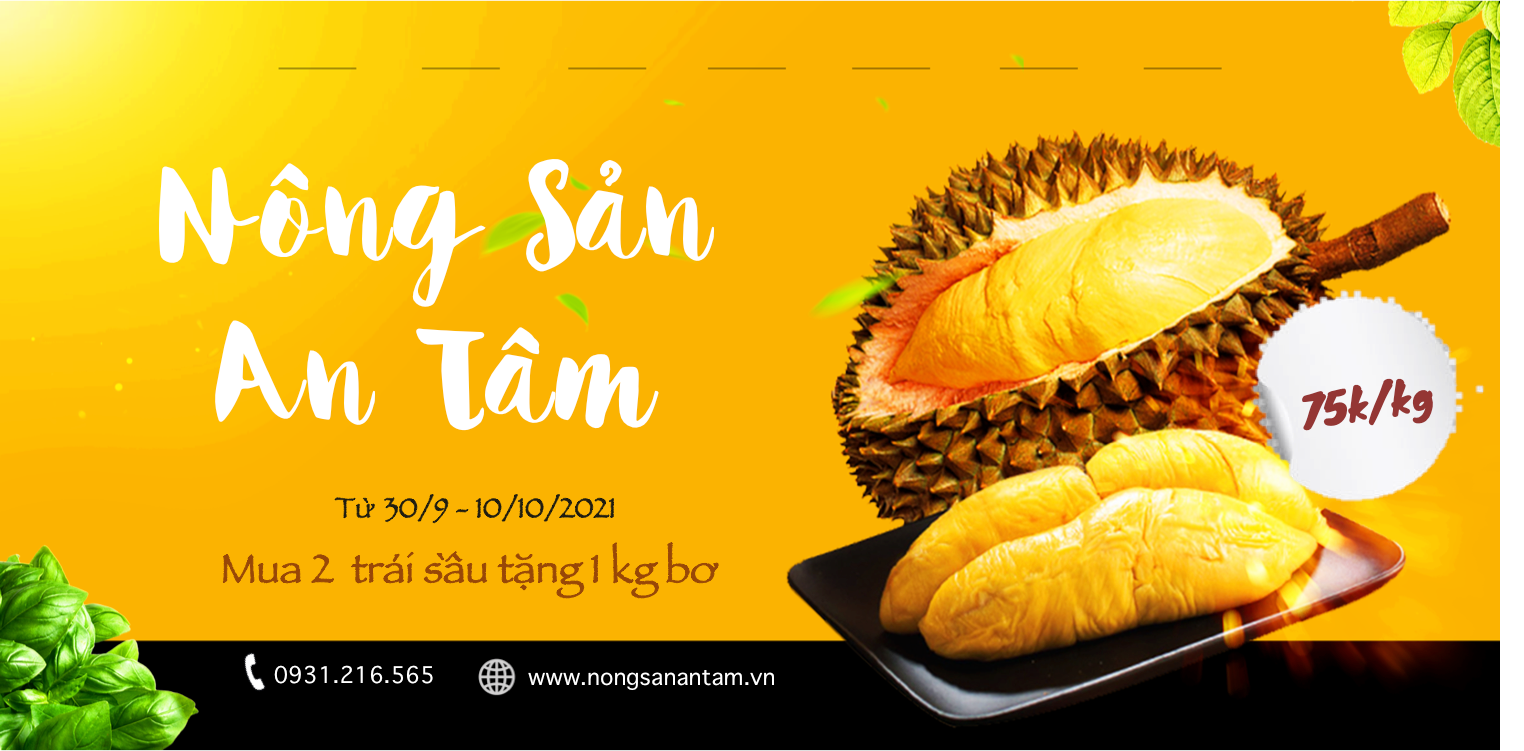 Nông Sản
An Tâm
75k/kg
Từ 30/9 - 10/10/2021
Mua 2 trái sầu tặng 1 kg bơ
0931.216.565
www.nongsanantam.vn